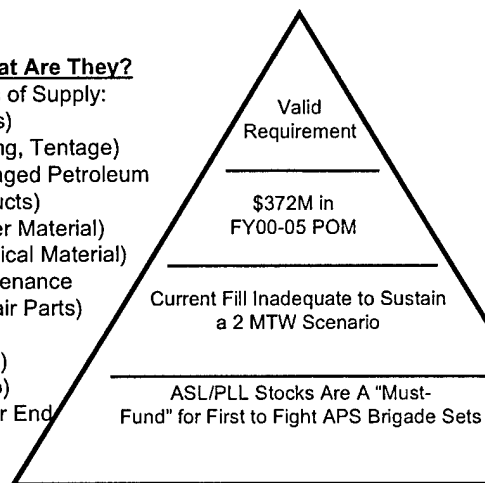 at Are They?
of Supply:
s)
ng, Tentage)
aged Petroleum
ucts)
er Material)
ical Material)
enance
air Parts)
)
)
r End
Valid
Requirement
$372M in
FY00-05 POM
Current Fill Inadequate to Sustain
a 2 MTW Scenario
ASL/PLL Stocks Are A "Must-
Fund" for First to Fight APS Brigade Sets